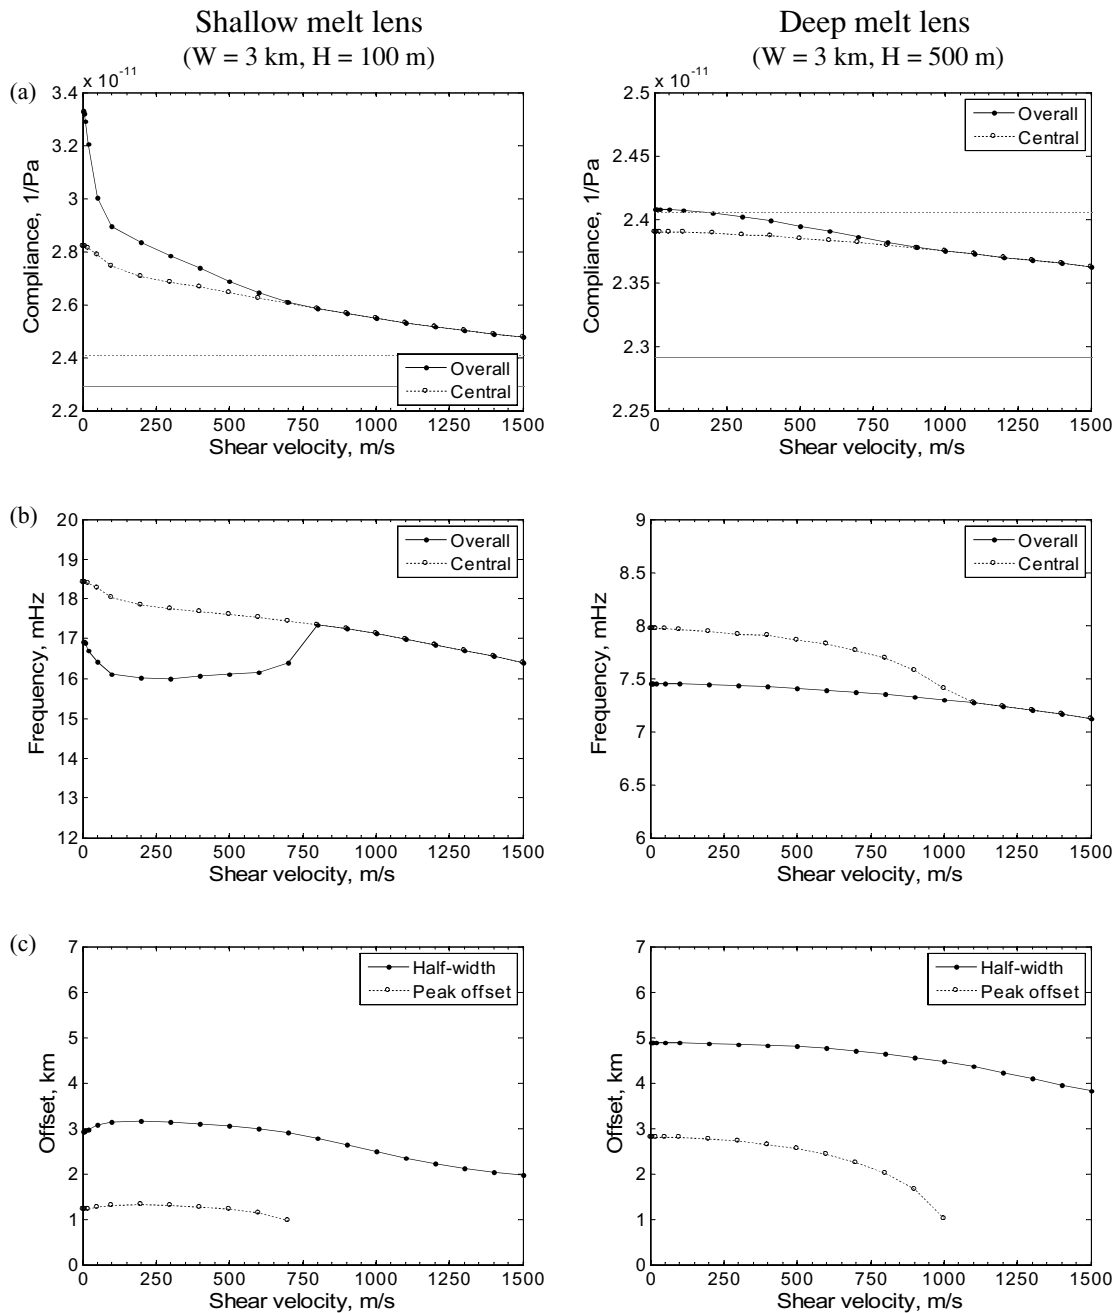 Shallow melt lens
(W = 3 km, H = 100 m)
Deep melt lens
(W = 3 km, H = 500 m)
(a)
x 10⁻¹¹
3.4
3.2
3
2.8
2.6
2.4
2.2
Compliance, 1/Pa
Overall
Central
0 250 500 750 1000 1250 1500
Shear velocity, m/s
x 10⁻¹¹
2.5
2.45
2.4
2.35
2.3
2.25
Compliance, 1/Pa
Overall
Central
0 250 500 750 1000 1250 1500
Shear velocity, m/s
(b)
20
19
18
17
16
15
14
13
12
Frequency, mHz
Overall
Central
0 250 500 750 1000 1250 1500
Shear velocity, m/s
9
8.5
8
7.5
7
6.5
6
Frequency, mHz
Overall
Central
0 250 500 750 1000 1250 1500
Shear velocity, m/s
(c)
7
6
5
4
3
2
1
0
Offset, km
Half-width
Peak offset
0 250 500 750 1000 1250 1500
Shear velocity, m/s
7
6
5
4
3
2
1
0
Offset, km
Half-width
Peak offset
0 250 500 750 1000 1250 1500
Shear velocity, m/s